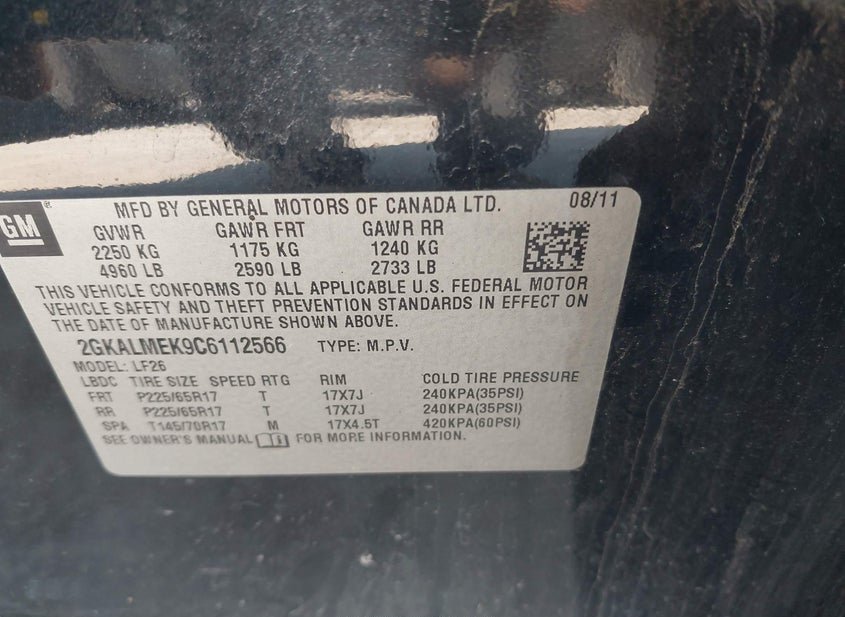 MFD BY GENERAL MOTORS OF CANADA LTD. 08/11
GM
GVWR GAWR FRT GAWR RR
2250 KG 1175 KG 1240 KG
4960 LB 2590 LB 2733 LB
THIS VEHICLE CONFORMS TO ALL APPLICABLE U.S. FEDERAL MOTOR
VEHICLE SAFETY AND THEFT PREVENTION STANDARDS IN EFFECT ON
THE DATE OF MANUFACTURE SHOWN ABOVE.
2GKALMEK9C6112566 TYPE: M.P.V.
MODEL: LF26
LBDC TIRE SIZE SPEED RTG RIM COLD TIRE PRESSURE
FRT P225/65R17 T 17X7J 240KPA(35PSI)
RR P225/65R17 T 17X7J 240KPA(35PSI)
SPA T145/70R17 M 17X4.5T 420KPA(60PSI)
SEE OWNER'S MANUAL FOR MORE INFORMATION.